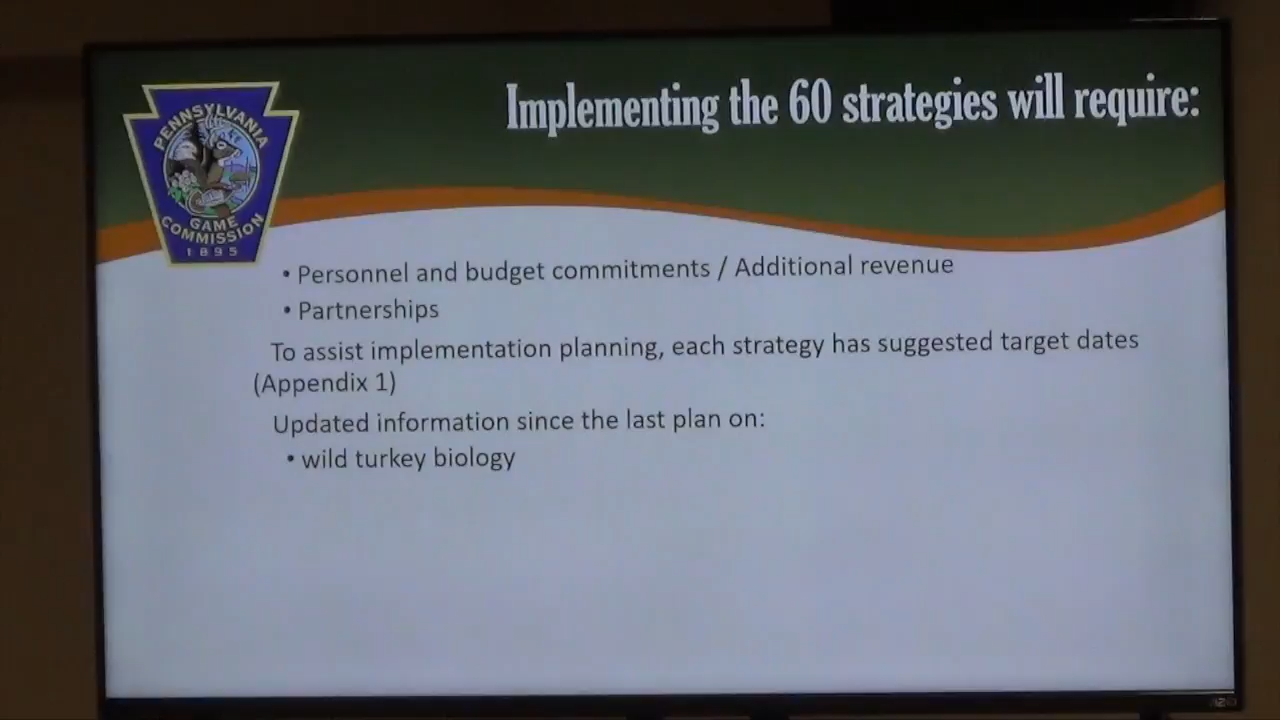 Implementing the 60 strategies will require:
PENNSYLVANIA
GAME
COMMISSION
1895
• Personnel and budget commitments / Additional revenue
• Partnerships
To assist implementation planning, each strategy has suggested target dates
(Appendix 1)
Updated information since the last plan on:
• wild turkey biology